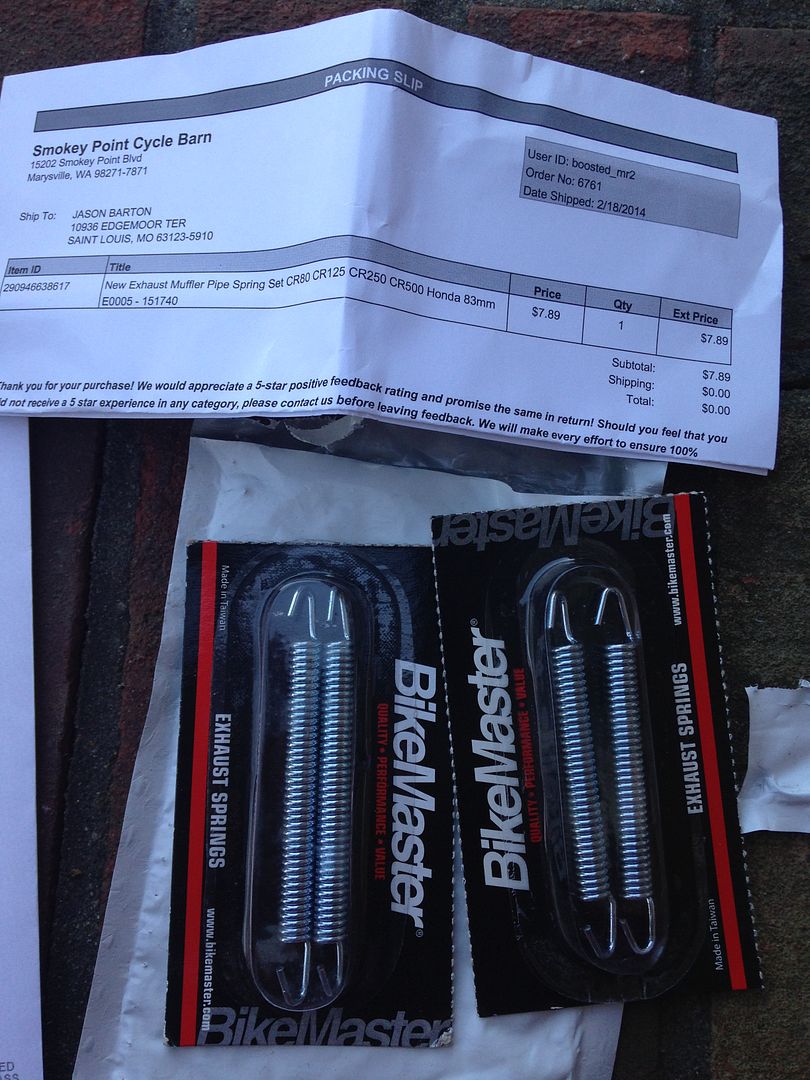 PACKING SLIP
Smokey Point Cycle Barn
15202 Smokey Point Blvd
Marysville, WA 98271-7871
User ID: boosted_mr2
Order No: 6761
Date Shipped: 2/18/2014
Ship To: JASON BARTON
10936 EDGEMOOR TER
SAINT LOUIS, MO 63123-5910
Item ID Title Price Qty Ext Price
290946638617 New Exhaust Muffler Pipe Spring Set CR80 CR125 CR250 CR500 Honda 83mm $7.89 1 $7.89
E0005 - 151740
Subtotal: $7.89
Shipping: $0.00
Total: $0.00
Thank you for your purchase! We would appreciate a 5-star positive feedback rating and promise the same in return! Should you feel that you
did not receive a 5 star experience in any category, please contact us before leaving feedback. We will make every effort to ensure 100%
Made in Taiwan
EXHAUST SPRINGS
www.bikemaster.com
BikeMaster®
QUALITY • PERFORMANCE • VALUE
BikeMaster
BikeMaster
BikeMaster®
QUALITY • PERFORMANCE • VALUE
www.bikemaster.com
EXHAUST SPRINGS
Made in Taiwan